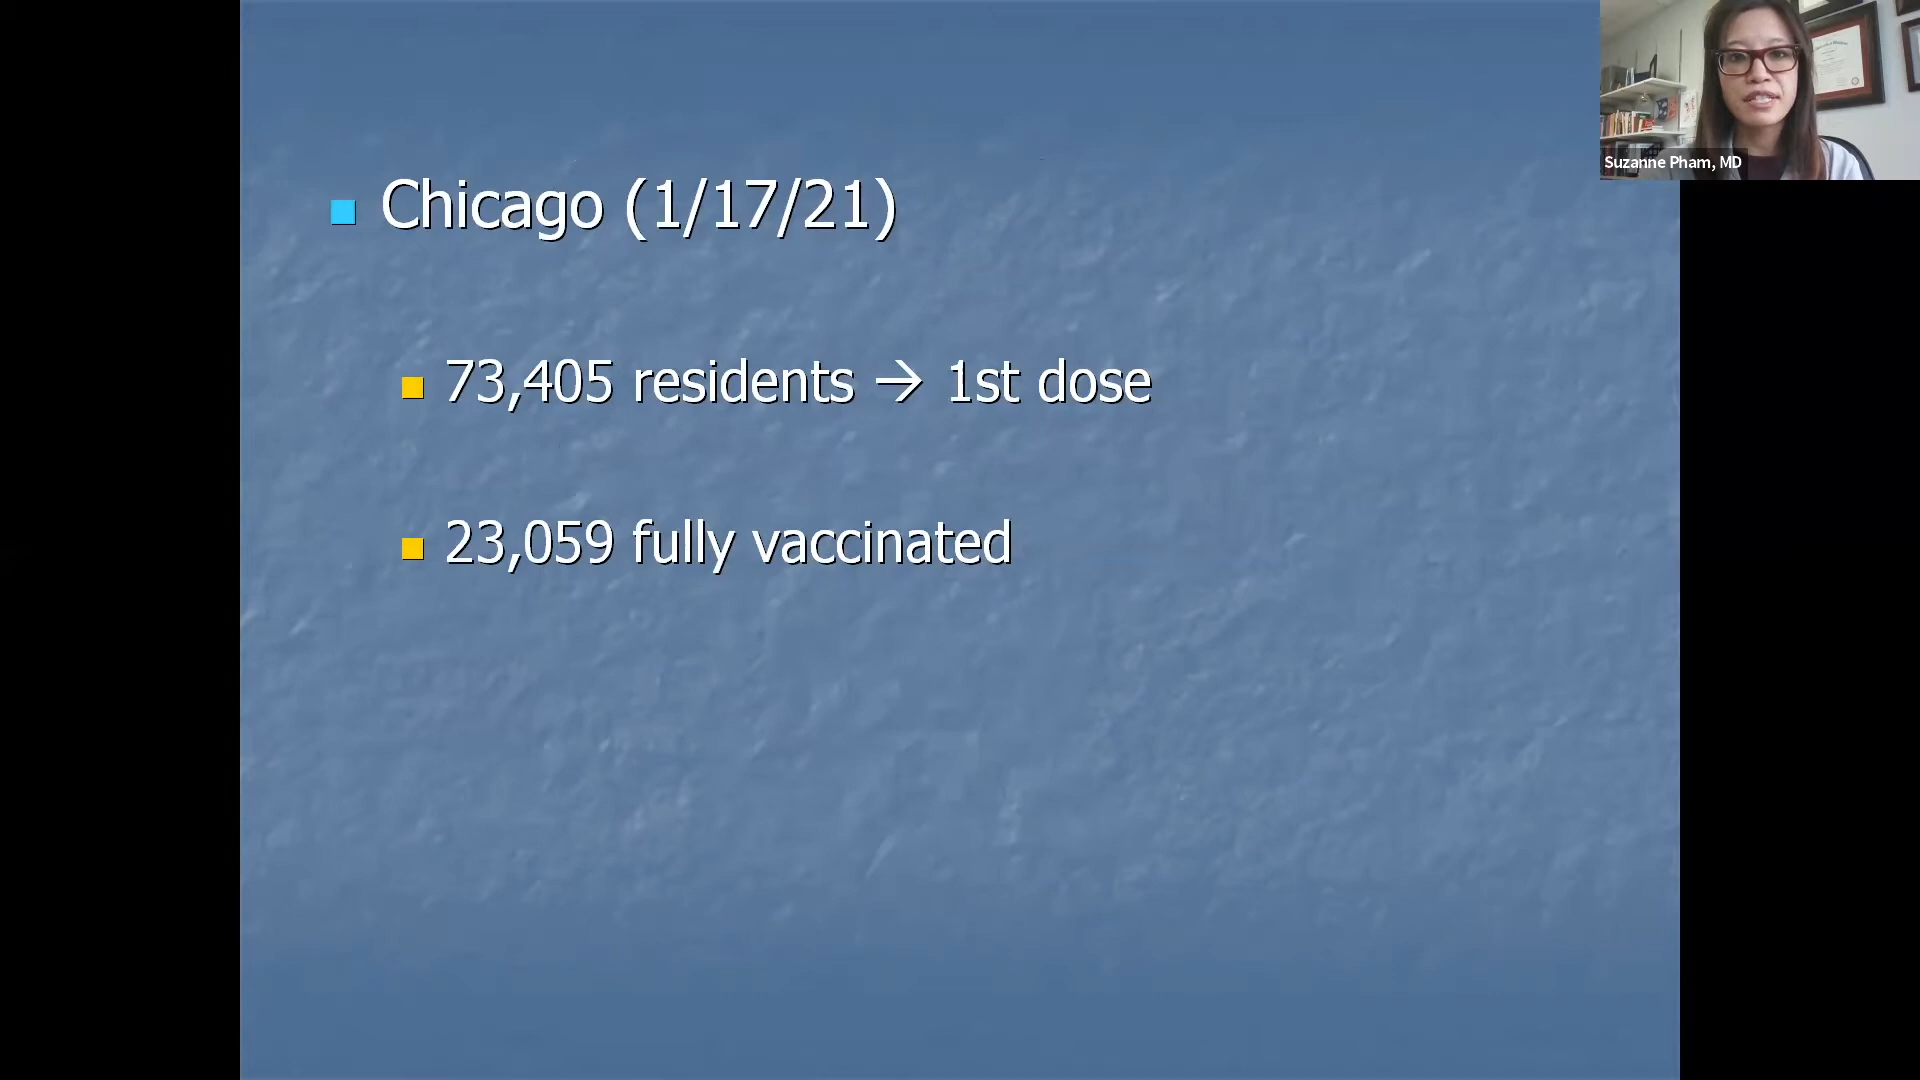 Chicago (1/17/21)
73,405 residents → 1st dose
23,059 fully vaccinated
Suzanne Pham, MD